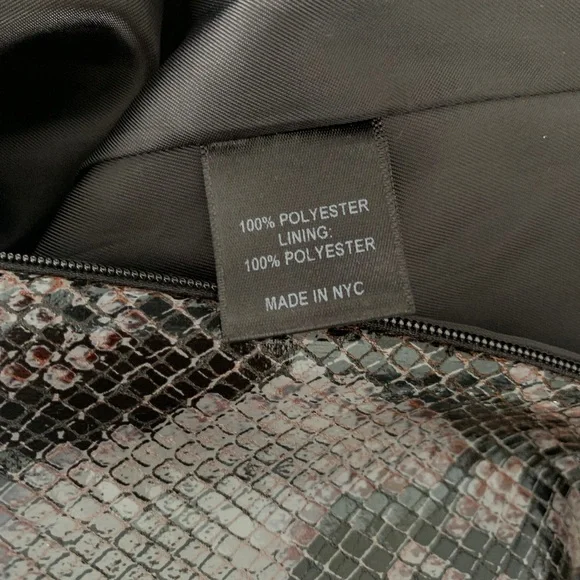 100% POLYESTER
LINING:
100% POLYESTER
MADE IN NYC